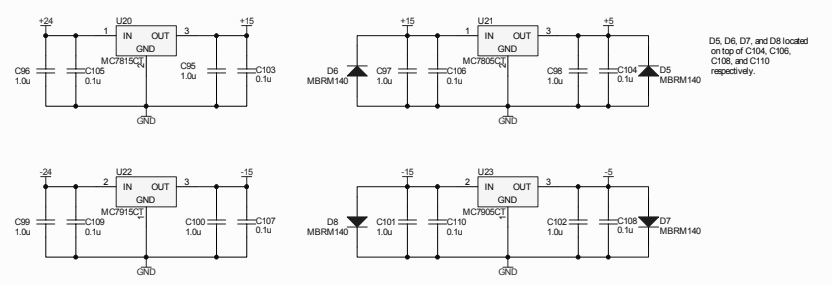 +24
U20
+15
1
IN
OUT
3
GND
2
MC7815CT
C96
1.0u
C105
0.1u
C95
1.0u
C103
0.1u
GND
+15
U21
+5
1
IN
OUT
3
GND
2
MC7805CT
D6
MBRM140
C97
1.0u
C106
0.1u
C98
1.0u
C104
0.1u
D5
MBRM140
GND
D5, D6, D7, and D8 located
on top of C104, C106,
C108, and C110
respectively.
-24
U22
-15
2
IN
OUT
3
GND
1
MC7915CT
C99
1.0u
C109
0.1u
C100
1.0u
C107
0.1u
GND
-15
U23
-5
2
IN
OUT
3
GND
1
MC7905CT
D8
MBRM140
C101
1.0u
C110
0.1u
C102
1.0u
C108
0.1u
D7
MBRM140
GND